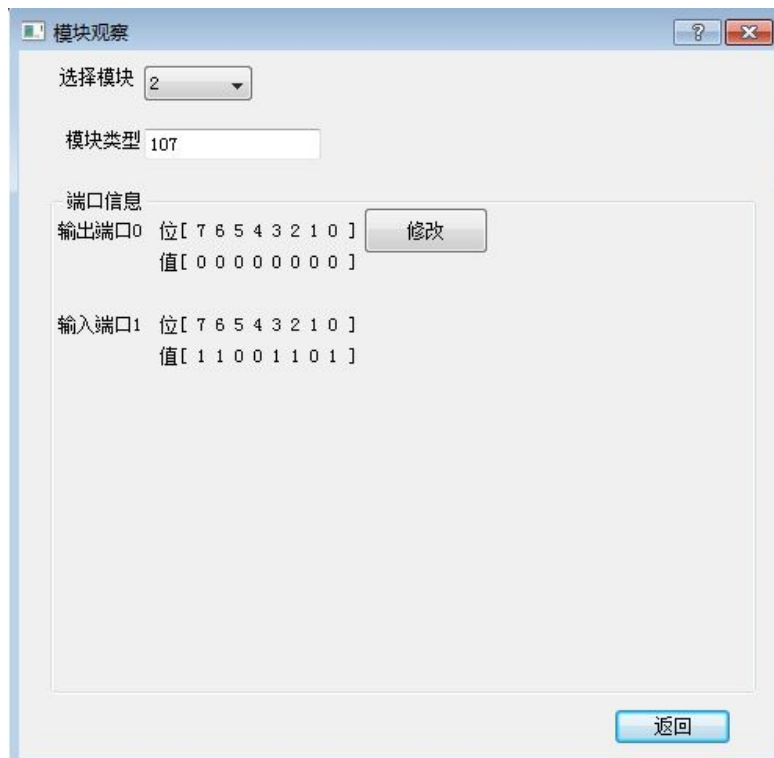 模块观察
选择模块 2
模块类型 107
端口信息
输出端口0 位[ 7 6 5 4 3 2 1 0 ] 修改
值[ 0 0 0 0 0 0 0 0 ]
输入端口1 位[ 7 6 5 4 3 2 1 0 ]
值[ 1 1 0 0 1 1 0 1 ]
返回